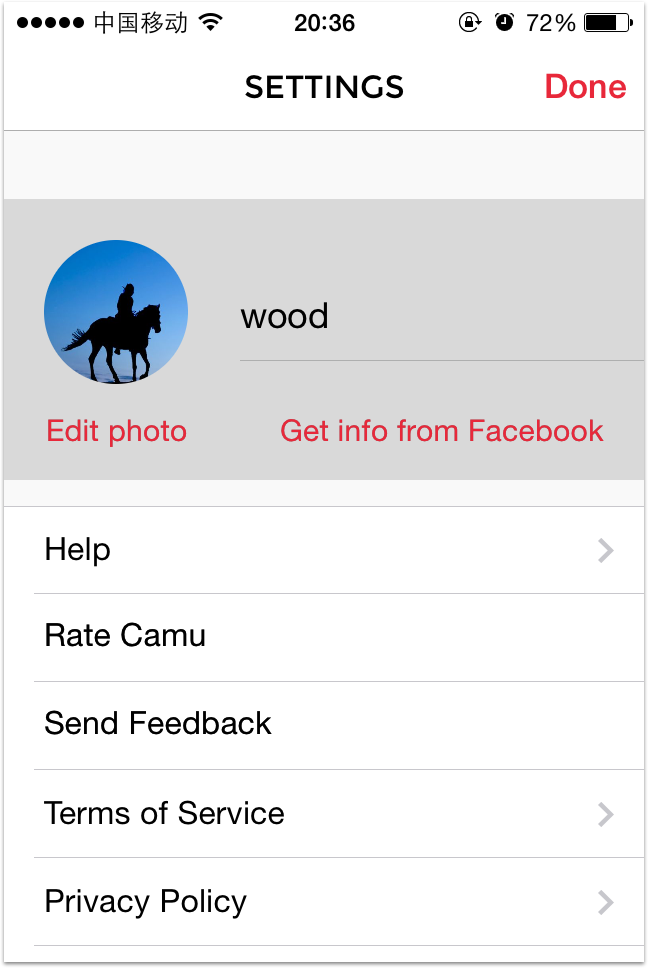 中国移动 20:36 72%
SETTINGS Done
wood
Edit photo Get info from Facebook
Help
Rate Camu
Send Feedback
Terms of Service
Privacy Policy